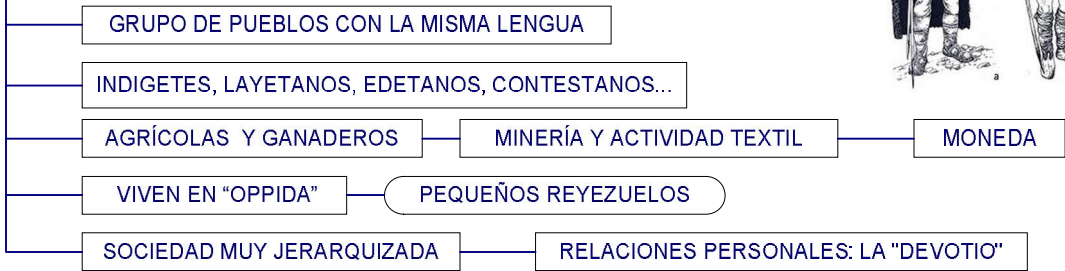 GRUPO DE PUEBLOS CON LA MISMA LENGUA
INDIGETES, LAYETANOS, EDETANOS, CONTESTANOS...
a
AGRÍCOLAS Y GANADEROS
MINERÍA Y ACTIVIDAD TEXTIL
MONEDA
VIVEN EN “OPPIDA”
PEQUEÑOS REYEZUELOS
SOCIEDAD MUY JERARQUIZADA
RELACIONES PERSONALES: LA "DEVOTIO"